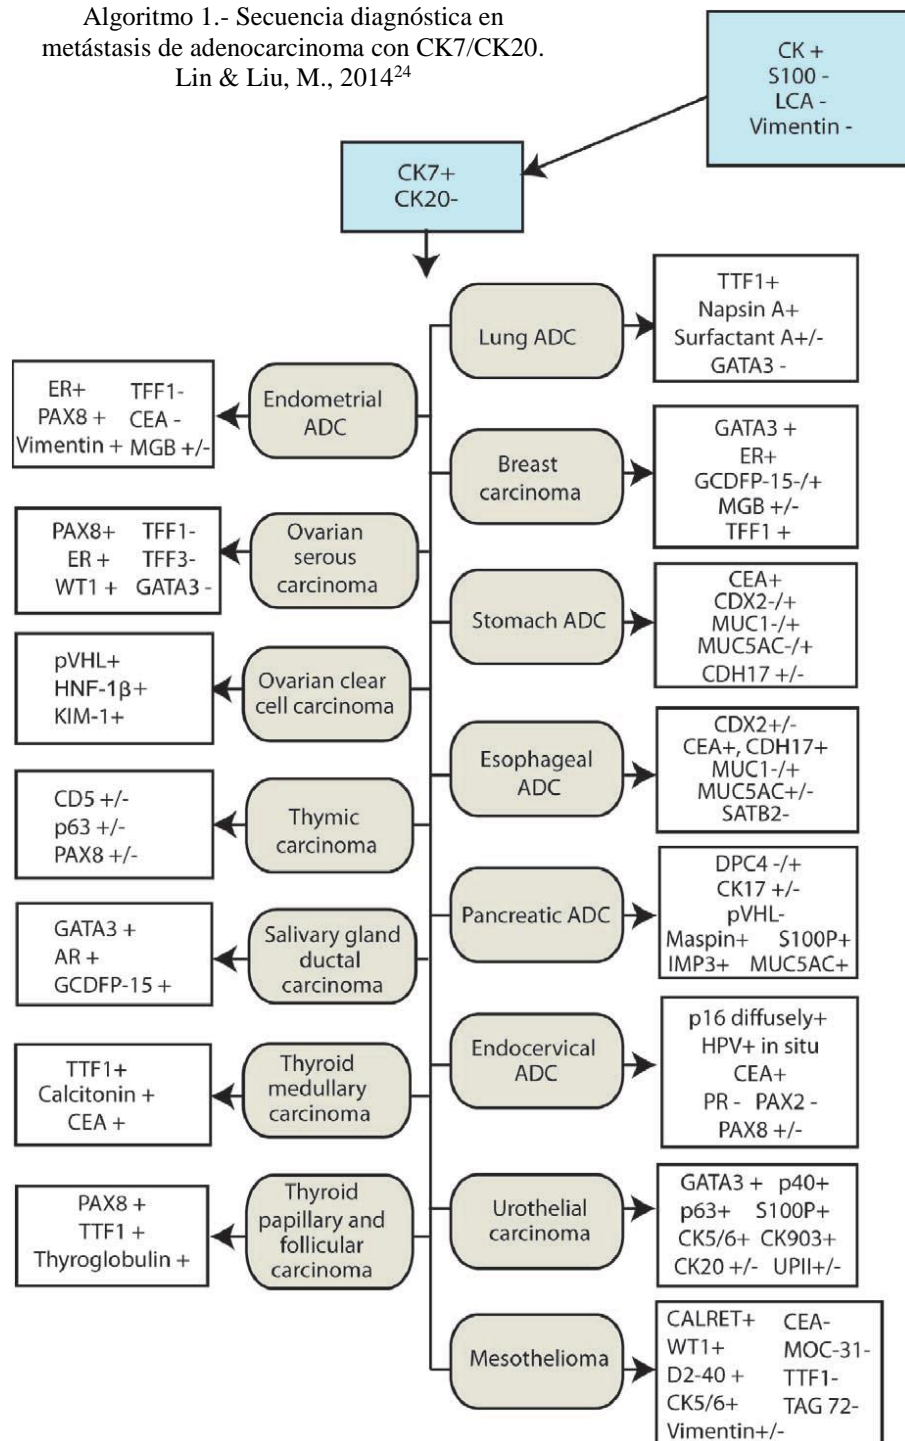 Algoritmo 1.- Secuencia diagnóstica en
metástasis de adenocarcinoma con CK7/CK20.
Lin & Liu, M., 2014²⁴
CK +
S100 -
LCA -
Vimentin -
CK7+
CK20-
Lung ADC
TTF1+
Napsin A+
Surfactant A+/-
GATA3 -
Endometrial
ADC
ER+ TFF1-
PAX8 + CEA -
Vimentin + MGB +/-
Breast
carcinoma
GATA3 +
ER+
GCDFP-15-/+
MGB +/-
TFF1 +
Ovarian
serous
carcinoma
PAX8+ TFF1-
ER + TFF3-
WT1 + GATA3 -
Stomach ADC
CEA+
CDX2-/+
MUC1-/+
MUC5AC-/+
CDH17 +/-
Ovarian clear
cell carcinoma
pVHL+
HNF-1β+
KIM-1+
Esophageal
ADC
CDX2+/-
CEA+, CDH17+
MUC1-/+
MUC5AC+/-
SATB2-
Thymic
carcinoma
CD5 +/-
p63 +/-
PAX8 +/-
Pancreatic ADC
DPC4 -/+
CK17 +/-
pVHL-
Maspin+ S100P+
IMP3+ MUC5AC+
Salivary gland
ductal
carcinoma
GATA3 +
AR +
GCDFP-15 +
Endocervical
ADC
p16 diffusely+
HPV+ in situ
CEA+
PR - PAX2 -
PAX8 +/-
Thyroid
medullary
carcinoma
TTF1+
Calcitonin +
CEA +
Urothelial
carcinoma
GATA3 + p40+
p63+ S100P+
CK5/6+ CK903+
CK20 +/- UPII+/-
Thyroid
papillary and
follicular
carcinoma
PAX8 +
TTF1 +
Thyroglobulin +
Mesothelioma
CALRET+ CEA-
WT1+ MOC-31-
D2-40 + TTF1-
CK5/6+ TAG 72-
Vimentin+/-